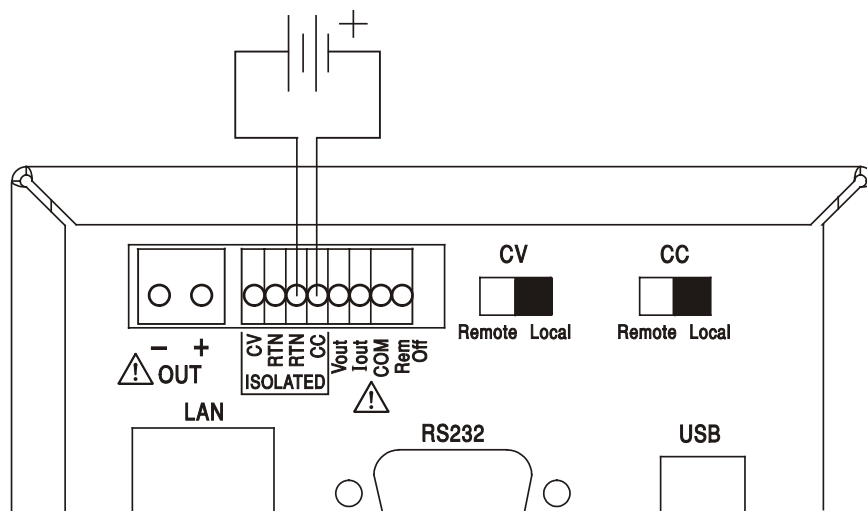 +
CV
CC
Remote Local
Remote Local
− +
OUT
CV
RTN
RTN
CC
ISOLATED
Vout
Iout
COM
Rem
Off
!
!
LAN
RS232
USB